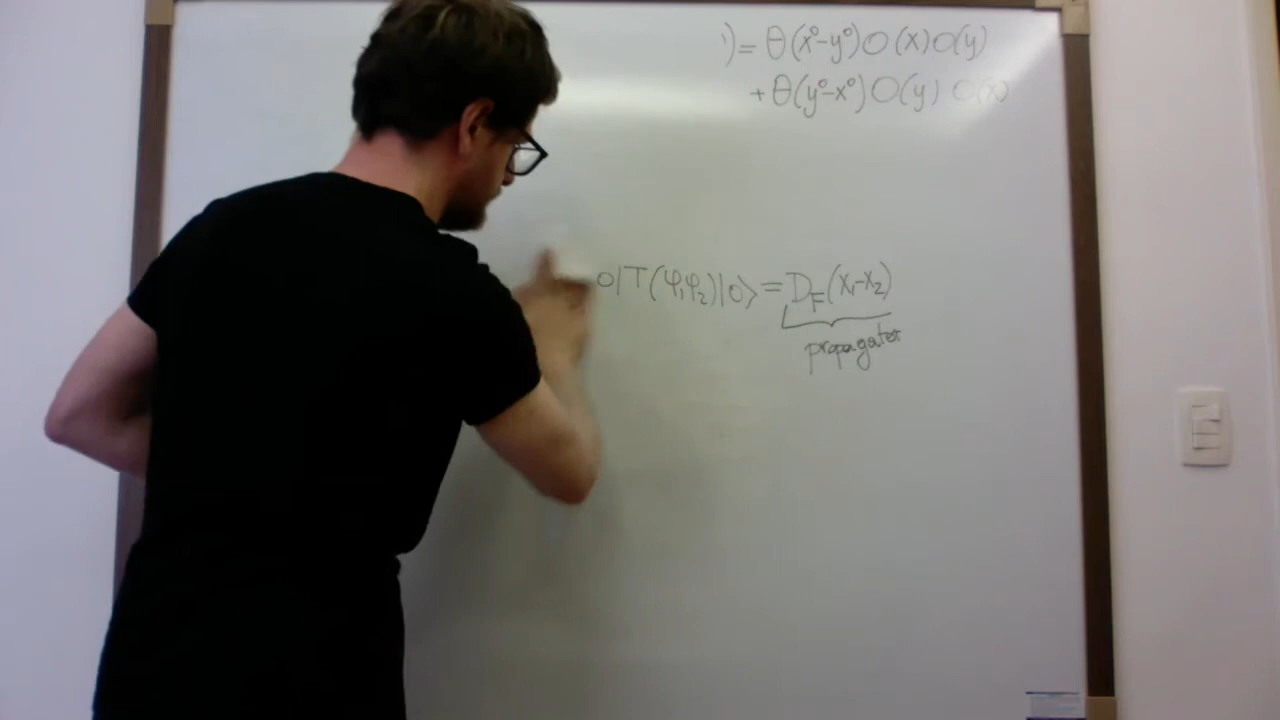 )= θ(x⁰-y⁰)O(x)O(y)
+ θ(y⁰-x⁰)O(y) O(x)
0|T(φ₁φ₂)|0⟩ = D_F(x₁-x₂)
propagator